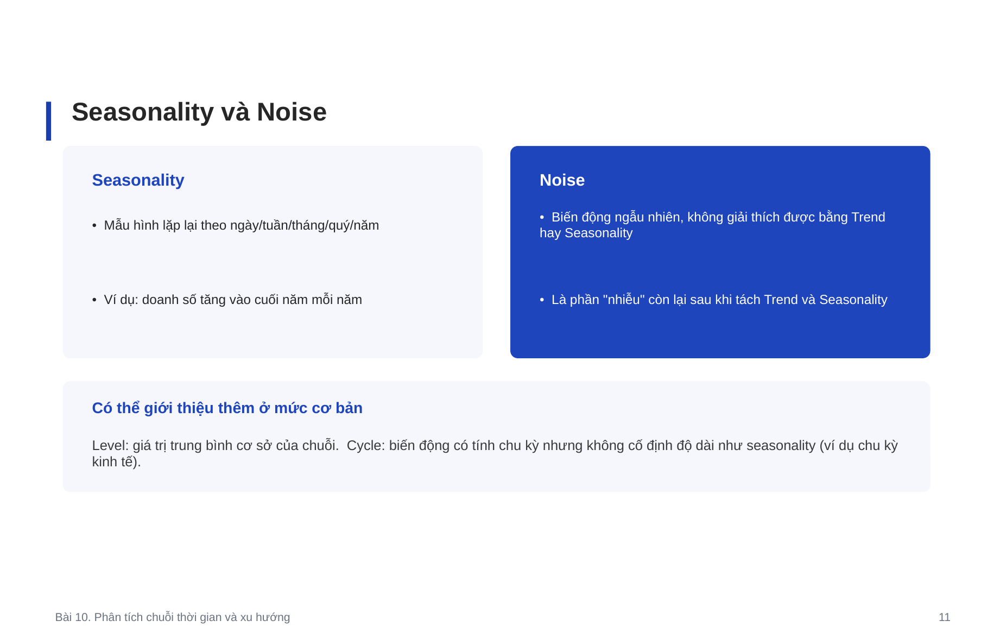 Seasonality và Noise
Seasonality
• Mẫu hình lặp lại theo ngày/tuần/tháng/quý/năm
• Ví dụ: doanh số tăng vào cuối năm mỗi năm
Noise
• Biến động ngẫu nhiên, không giải thích được bằng Trend
hay Seasonality
• Là phần "nhiễu" còn lại sau khi tách Trend và Seasonality
Có thể giới thiệu thêm ở mức cơ bản
Level: giá trị trung bình cơ sở của chuỗi.  Cycle: biến động có tính chu kỳ nhưng không cố định độ dài như seasonality (ví dụ chu kỳ
kinh tế).
Bài 10. Phân tích chuỗi thời gian và xu hướng
11